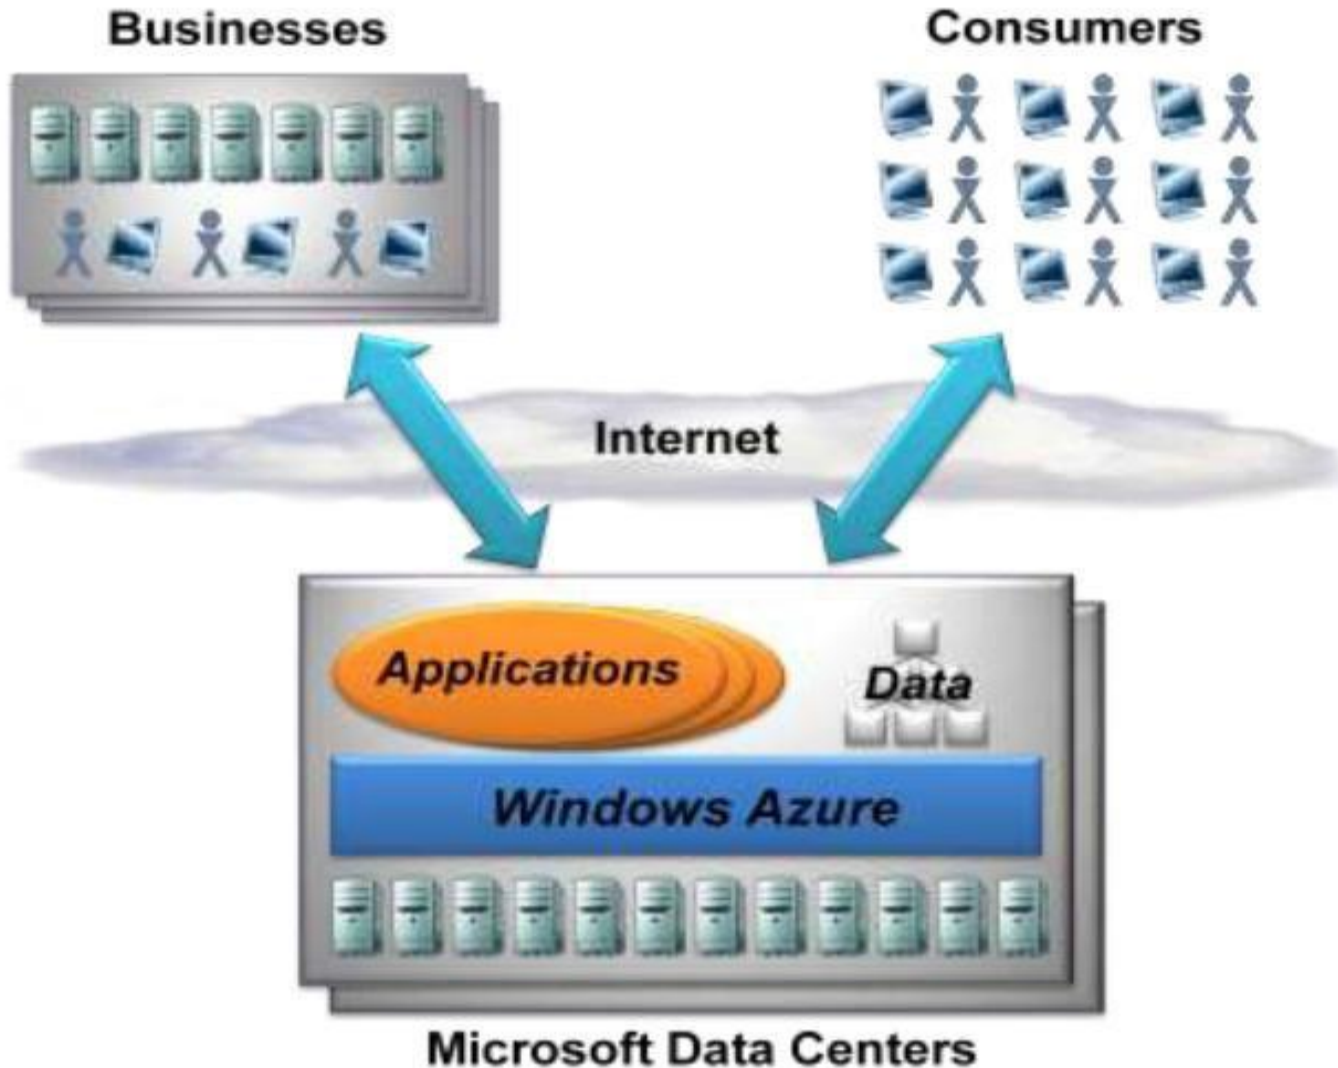 Businesses
Consumers
Internet
Applications
Data
Windows Azure
Microsoft Data Centers